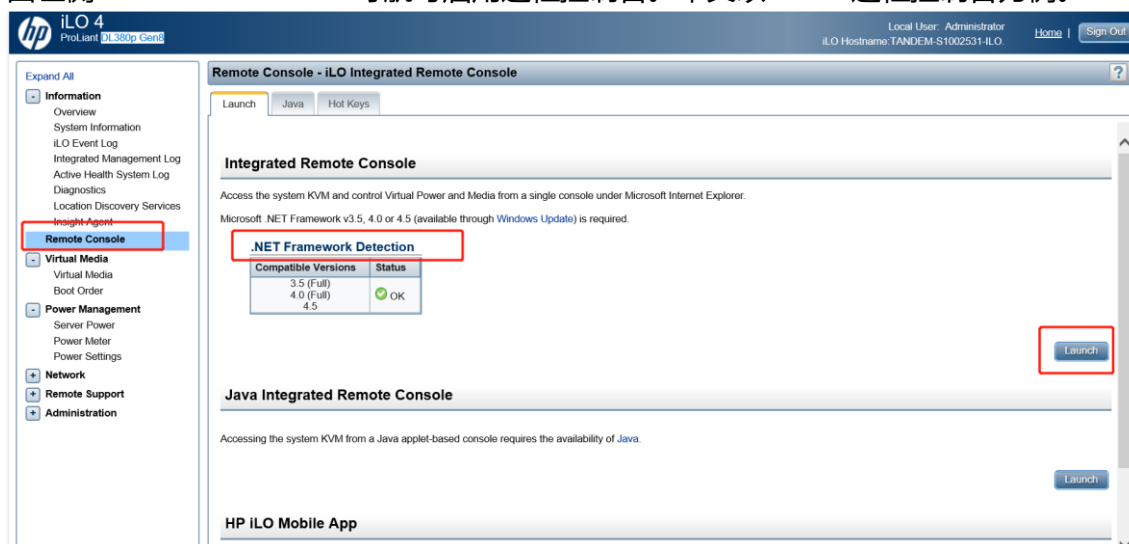 iLO 4
ProLiant DL380p Gen8
Local User: Administrator
iLO Hostname:TANDEM-S1002531-ILO.
Home |
Sign Out
Expand All
Information
Overview
System Information
iLO Event Log
Integrated Management Log
Active Health System Log
Diagnostics
Location Discovery Services
Insight Agent
Remote Console
Virtual Media
Virtual Media
Boot Order
Power Management
Server Power
Power Meter
Power Settings
Network
Remote Support
Administration
Remote Console - iLO Integrated Remote Console
?
Launch Java Hot Keys
Integrated Remote Console
Access the system KVM and control Virtual Power and Media from a single console under Microsoft Internet Explorer.
Microsoft .NET Framework v3.5, 4.0 or 4.5 (available through Windows Update) is required.
.NET Framework Detection
Compatible Versions Status
3.5 (Full)
4.0 (Full)
4.5
OK
Launch
Java Integrated Remote Console
Accessing the system KVM from a Java applet-based console requires the availability of Java.
Launch
HP iLO Mobile App